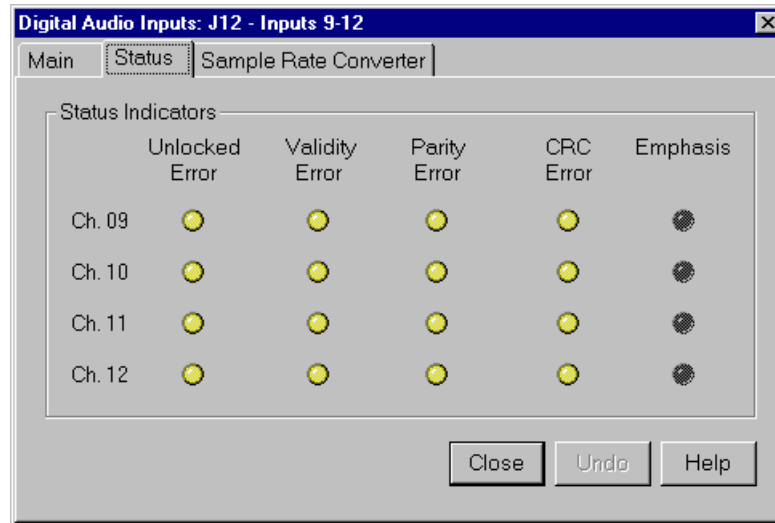 Digital Audio Inputs: J12 - Inputs 9-12
Main Status Sample Rate Converter
Status Indicators
Unlocked Error Validity Error Parity Error CRC Error Emphasis
Ch. 09
Ch. 10
Ch. 11
Ch. 12
Close Undo Help